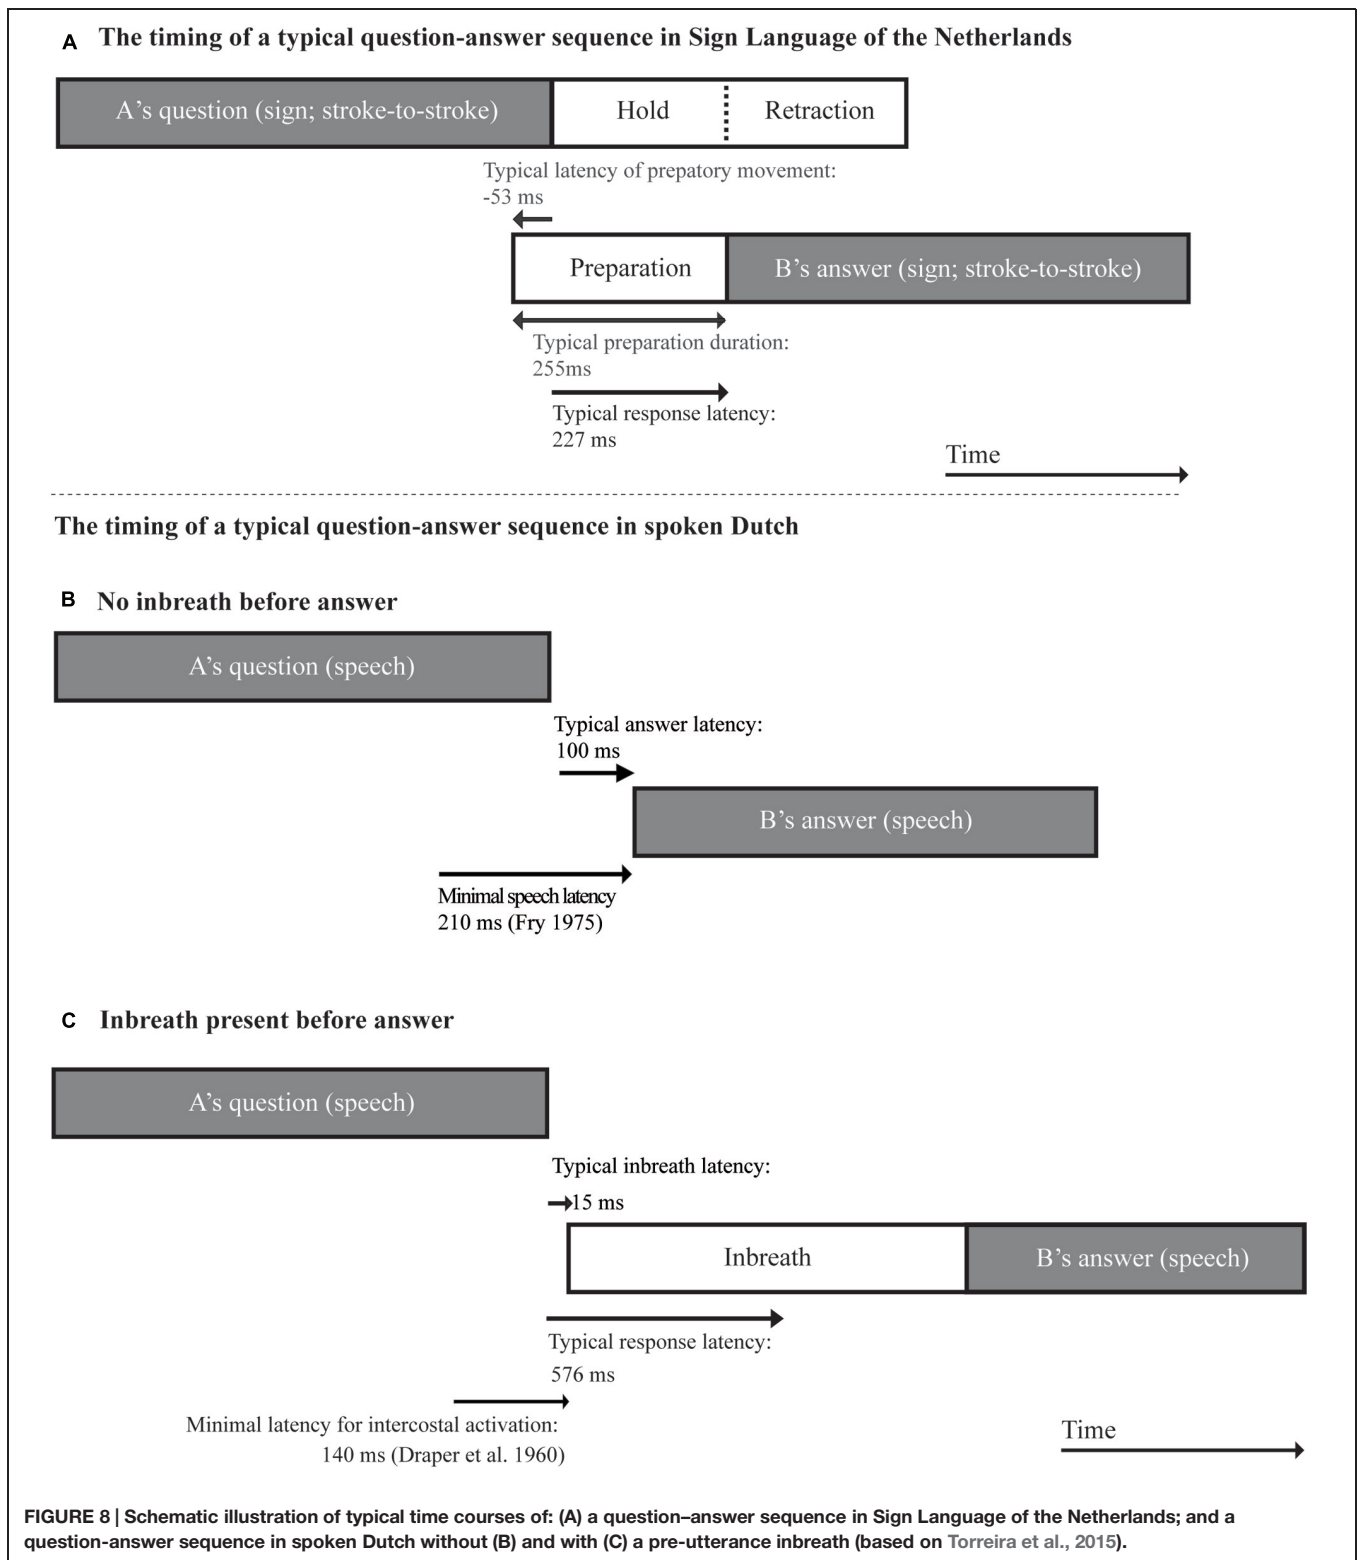 A The timing of a typical question-answer sequence in Sign Language of the Netherlands
A’s question (sign; stroke-to-stroke)
Hold
Retraction
Typical latency of prepatory movement:
-53 ms
Preparation
B’s answer (sign; stroke-to-stroke)
Typical preparation duration:
255ms
Typical response latency:
227 ms
Time
The timing of a typical question-answer sequence in spoken Dutch
B No inbreath before answer
A’s question (speech)
Typical answer latency:
100 ms
B’s answer (speech)
Minimal speech latency
210 ms (Fry 1975)
C Inbreath present before answer
A’s question (speech)
Typical inbreath latency:
15 ms
Inbreath
B’s answer (speech)
Typical response latency:
576 ms
Minimal latency for intercostal activation:
140 ms (Draper et al. 1960)
Time
FIGURE 8 | Schematic illustration of typical time courses of: (A) a question–answer sequence in Sign Language of the Netherlands; and a
question-answer sequence in spoken Dutch without (B) and with (C) a pre-utterance inbreath (based on Torreira et al., 2015).